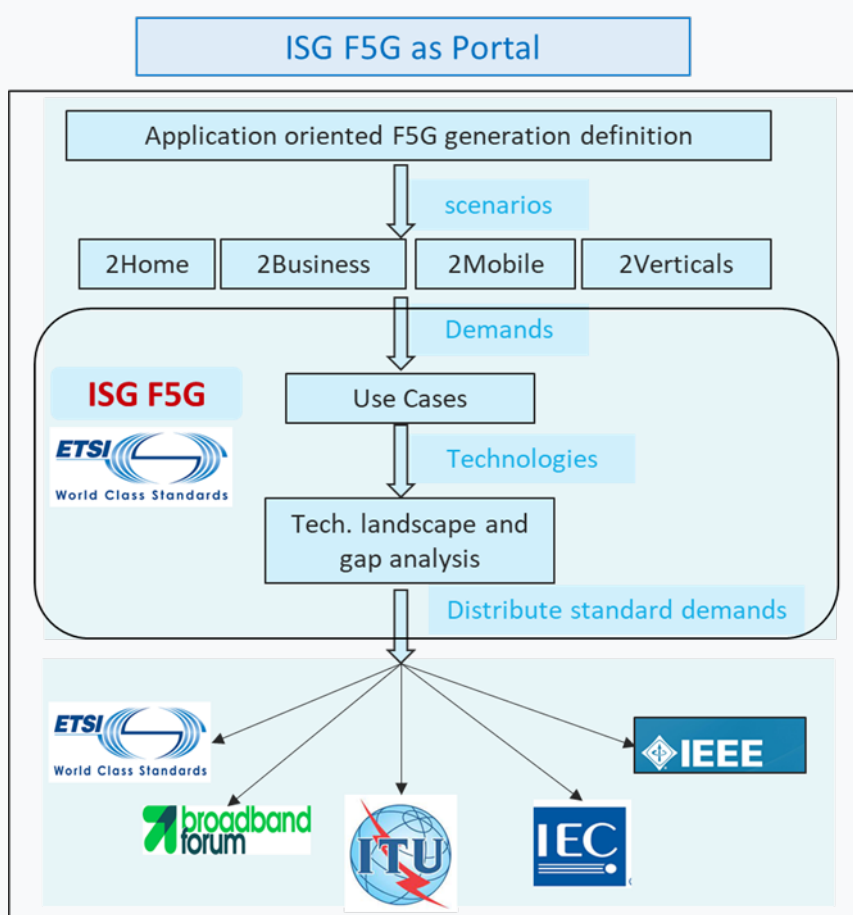 ISG F5G as Portal
Application oriented F5G generation definition
scenarios
2Home
2Business
2Mobile
2Verticals
Demands
ISG F5G
Use Cases
ETSI
World Class Standards
Technologies
Tech. landscape and
gap analysis
Distribute standard demands
ETSI
World Class Standards
IEEE
broadband
forum
ITU
IEC